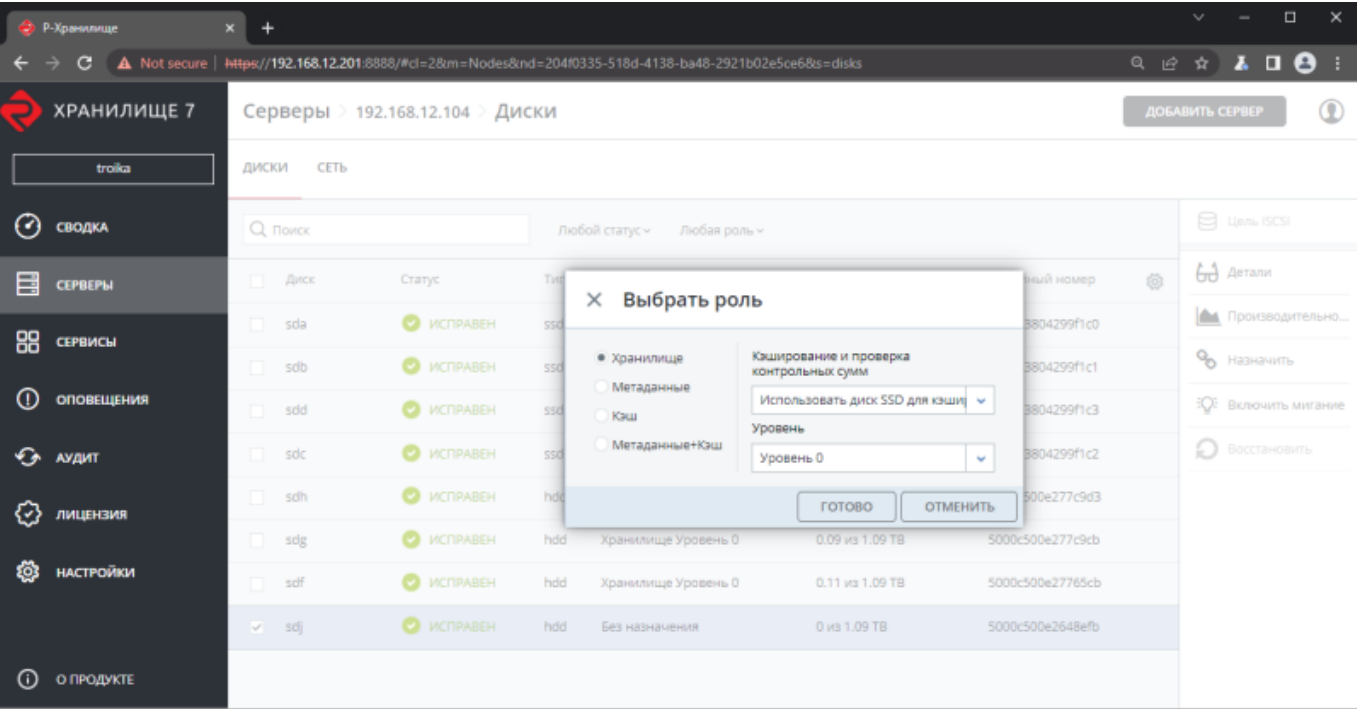 Р-Хранилище
Not secure | https://192.168.12.201:8888/#cl=2&m=Nodes&nd=204f0335-518d-4138-ba48-2921b02e5ce6&s=disks
ХРАНИЛИЩЕ 7
Серверы > 192.168.12.104 > Диски
ДОБАВИТЬ СЕРВЕР
troika
ДИСКИ СЕТЬ
СВОДКА
СЕРВЕРЫ
СЕРВИСЫ
ОПОВЕЩЕНИЯ
АУДИТ
ЛИЦЕНЗИЯ
НАСТРОЙКИ
О ПРОДУКТЕ
Поиск Любой статус Любая роль
Диск Статус номер
sda ИСПРАВЕН ssd 3804299f1c0
sdb ИСПРАВЕН ssd 3804299f1c1
sdd ИСПРАВЕН ssd 3804299f1c3
sdc ИСПРАВЕН ssd 3804299f1c2
sdh ИСПРАВЕН hdd 500e277c9d3
sdg ИСПРАВЕН hdd Хранилище Уровень 0 0.09 из 1.09 TB 5000c500e277c9cb
sdf ИСПРАВЕН hdd Хранилище Уровень 0 0.11 из 1.09 TB 5000c500e27765cb
sdj ИСПРАВЕН hdd Без назначения 0 из 1.09 TB 5000c500e2648efb
Выбрать роль
Хранилище
Метаданные
Кэш
Метаданные+Кэш
Кэширование и проверка
контрольных сумм
Использовать диск SSD для кэшир
Уровень
Уровень 0
ГОТОВО ОТМЕНИТЬ
Цель iSCSI
Детали
Производительно...
Назначить
Включить мигание
Восстановить